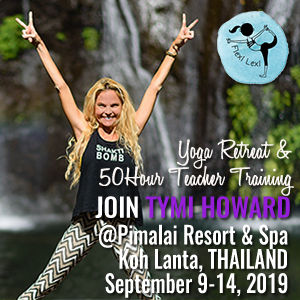 Flexi Lexi
SHAKTI
BOMB
Yoga Retreat &
50Hour Teacher Training
JOIN TYMI HOWARD
@Pimalai Resort & Spa
Koh Lanta, THAILAND
September 9-14, 2019